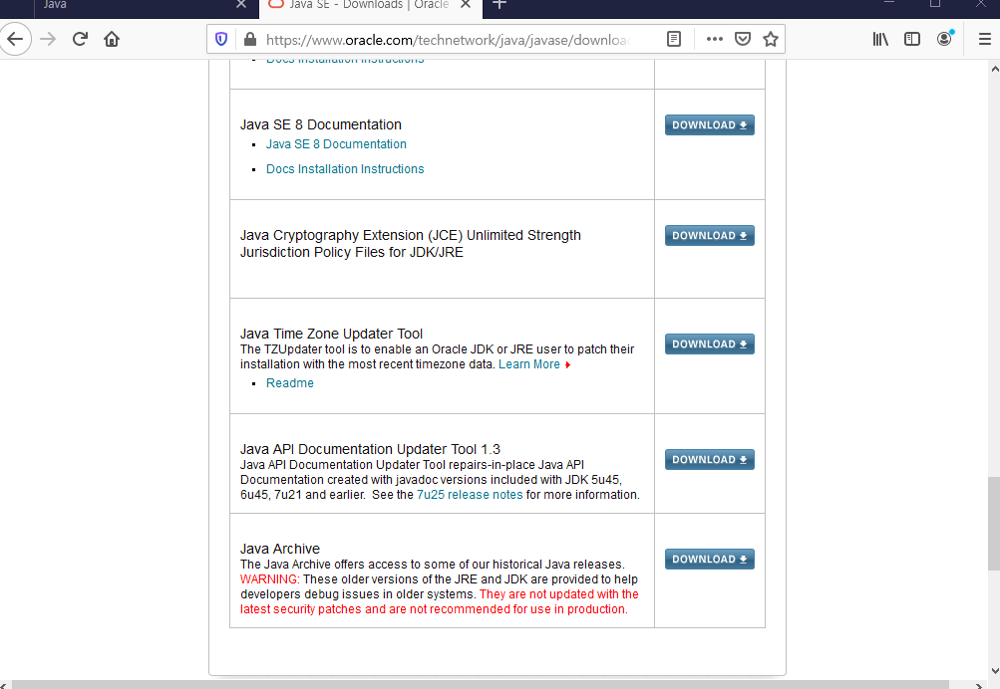 Java
Java SE - Downloads | Oracle
https://www.oracle.com/technetwork/java/javase/downloa
Docs Installation Instructions
Java SE 8 Documentation
DOWNLOAD
Java SE 8 Documentation
Docs Installation Instructions
Java Cryptography Extension (JCE) Unlimited Strength
DOWNLOAD
Jurisdiction Policy Files for JDK/JRE
Java Time Zone Updater Tool
DOWNLOAD
The TZUpdater tool is to enable an Oracle JDK or JRE user to patch their
installation with the most recent timezone data. Learn More
Readme
Java API Documentation Updater Tool 1.3
DOWNLOAD
Java API Documentation Updater Tool repairs-in-place Java API
Documentation created with javadoc versions included with JDK 5u45,
6u45, 7u21 and earlier. See the 7u25 release notes for more information.
Java Archive
DOWNLOAD
The Java Archive offers access to some of our historical Java releases.
WARNING: These older versions of the JRE and JDK are provided to help
developers debug issues in older systems. They are not updated with the
latest security patches and are not recommended for use in production.